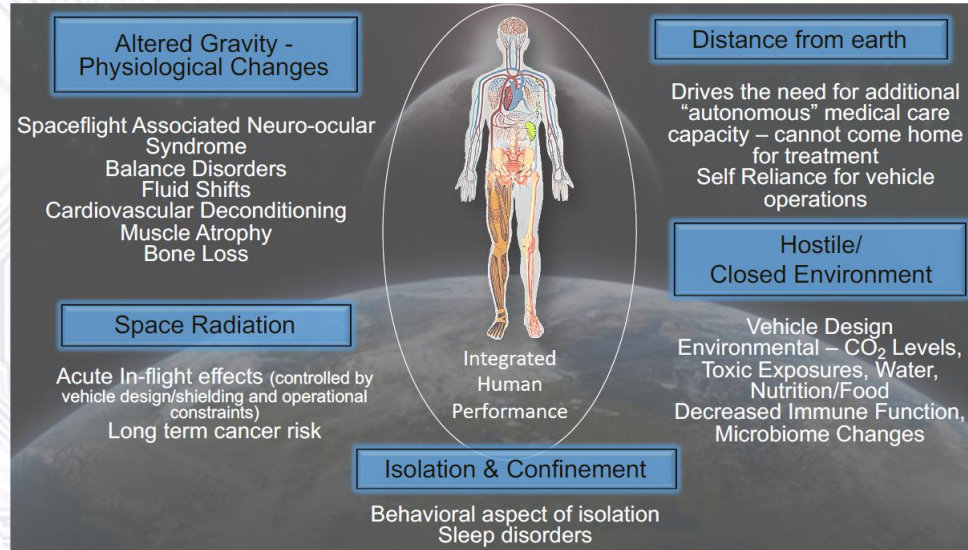 Altered Gravity -
Physiological Changes
Spaceflight Associated Neuro-ocular
Syndrome
Balance Disorders
Fluid Shifts
Cardiovascular Deconditioning
Muscle Atrophy
Bone Loss
Space Radiation
Acute In-flight effects (controlled by
vehicle design/shielding and operational
constraints)
Long term cancer risk
Integrated
Human
Performance
Isolation & Confinement
Behavioral aspect of isolation
Sleep disorders
Distance from earth
Drives the need for additional
“autonomous” medical care
capacity – cannot come home
for treatment
Self Reliance for vehicle
operations
Hostile/
Closed Environment
Vehicle Design
Environmental – CO₂ Levels,
Toxic Exposures, Water,
Nutrition/Food
Decreased Immune Function,
Microbiome Changes